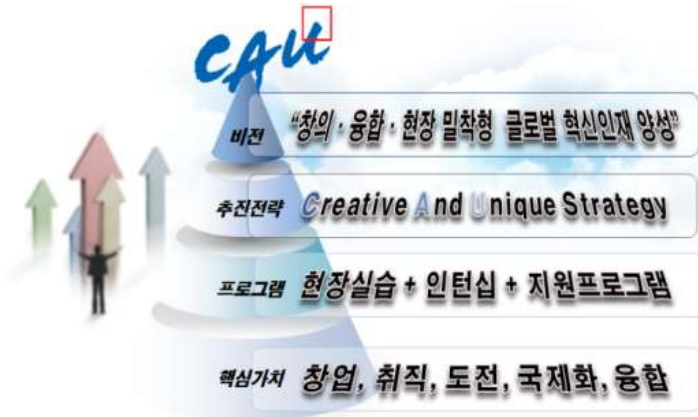 CAU
비전 "창의·융합·현장 밀착형 글로벌 혁신인재 양성"
추진전략 Creative And Unique Strategy
프로그램 현장실습 + 인턴십 + 지원프로그램
핵심가치 창업, 취직, 도전, 국제화, 융합